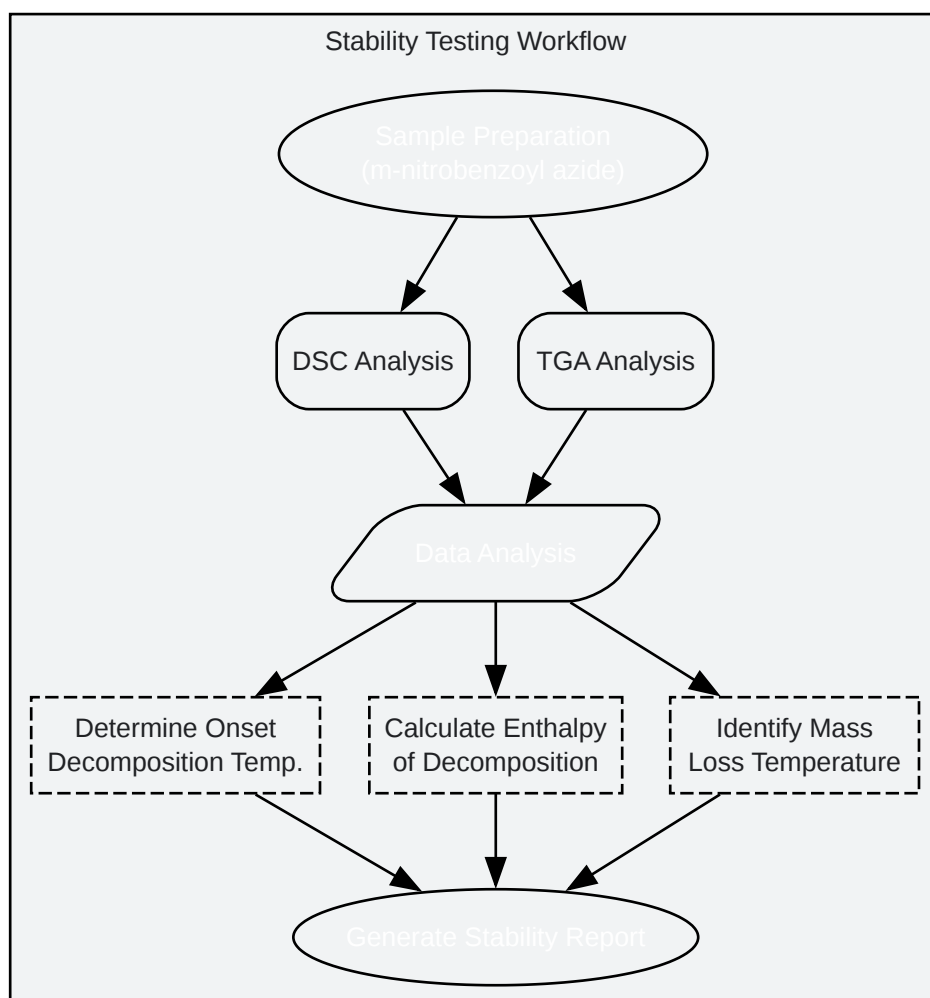 Stability Testing Workflow
Sample Preparation
(m-nitrobenzoyl azide)
DSC Analysis
TGA Analysis
Data Analysis
Determine Onset
Decomposition Temp.
Calculate Enthalpy
of Decomposition
Identify Mass
Loss Temperature
Generate Stability Report